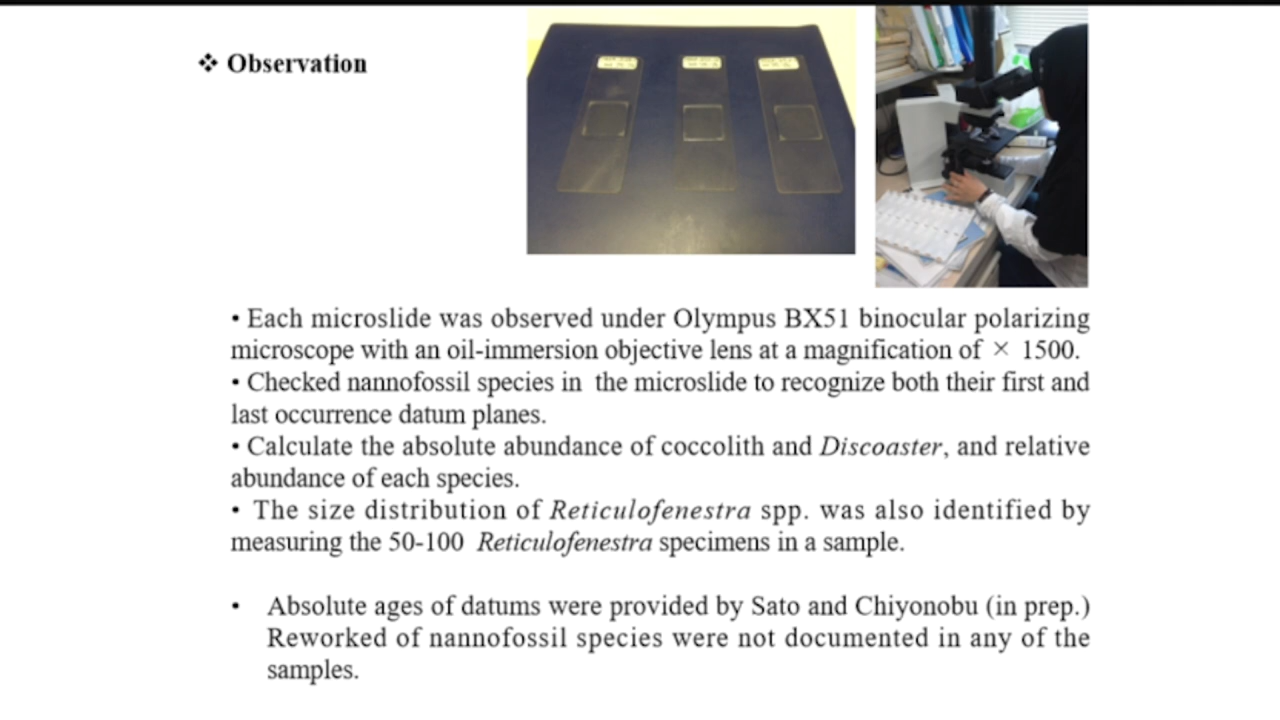 ❖ Observation
• Each microslide was observed under Olympus BX51 binocular polarizing
microscope with an oil-immersion objective lens at a magnification of × 1500.
• Checked nannofossil species in the microslide to recognize both their first and
last occurrence datum planes.
• Calculate the absolute abundance of coccolith and Discoaster, and relative
abundance of each species.
• The size distribution of Reticulofenestra spp. was also identified by
measuring the 50-100 Reticulofenestra specimens in a sample.
• Absolute ages of datums were provided by Sato and Chiyonobu (in prep.)
Reworked of nannofossil species were not documented in any of the
samples.